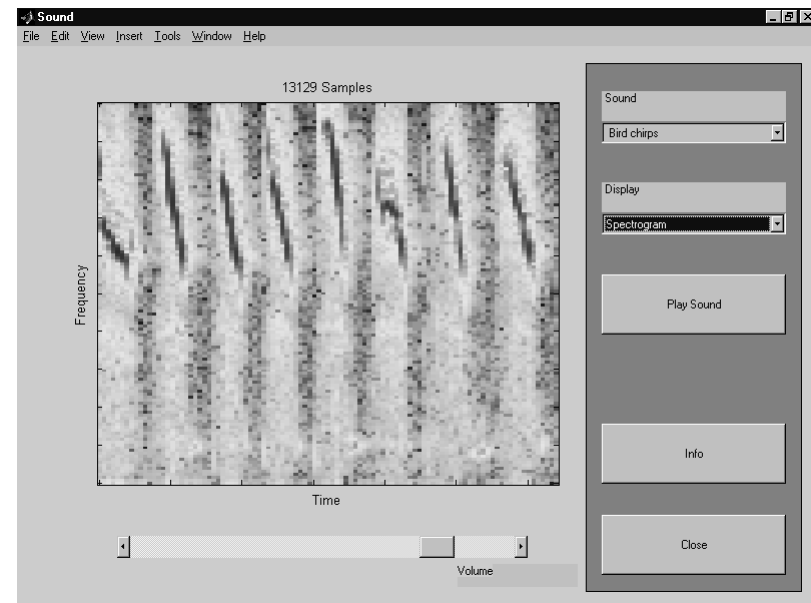 Sound
File Edit View Insert Tools Window Help
13129 Samples
Frequency
Time
Volume
Sound
Bird chirps
Display
Spectrogram
Play Sound
Info
Close